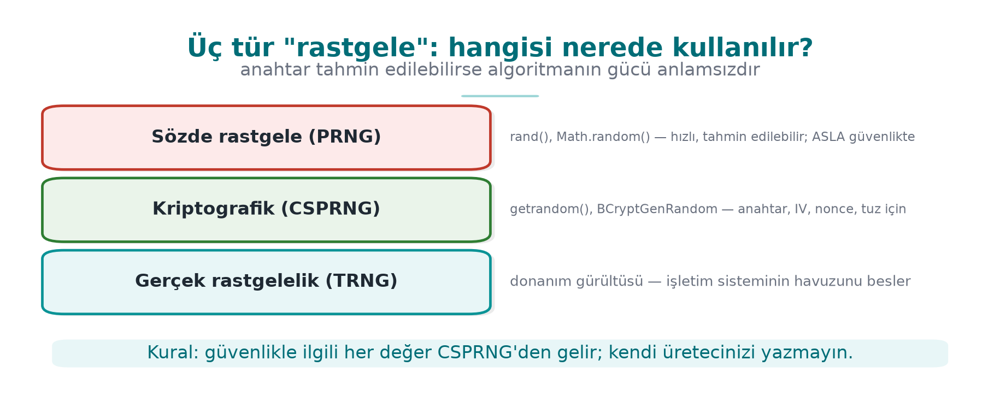 Üç tür "rastgele": hangisi nerede kullanılır?
anahtar tahmin edilebilirse algoritmanın gücü anlamsızdır
Sözde rastgele (PRNG)
rand(), Math.random() — hızlı, tahmin edilebilir; ASLA güvenlikte
Kriptografik (CSPRNG)
getrandom(), BCryptGenRandom — anahtar, IV, nonce, tuz için
Gerçek rastgelelik (TRNG)
donanım gürültüsü — işletim sisteminin havuzunu besler
Kural: güvenlikle ilgili her değer CSPRNG'den gelir; kendi üretecinizi yazmayın.